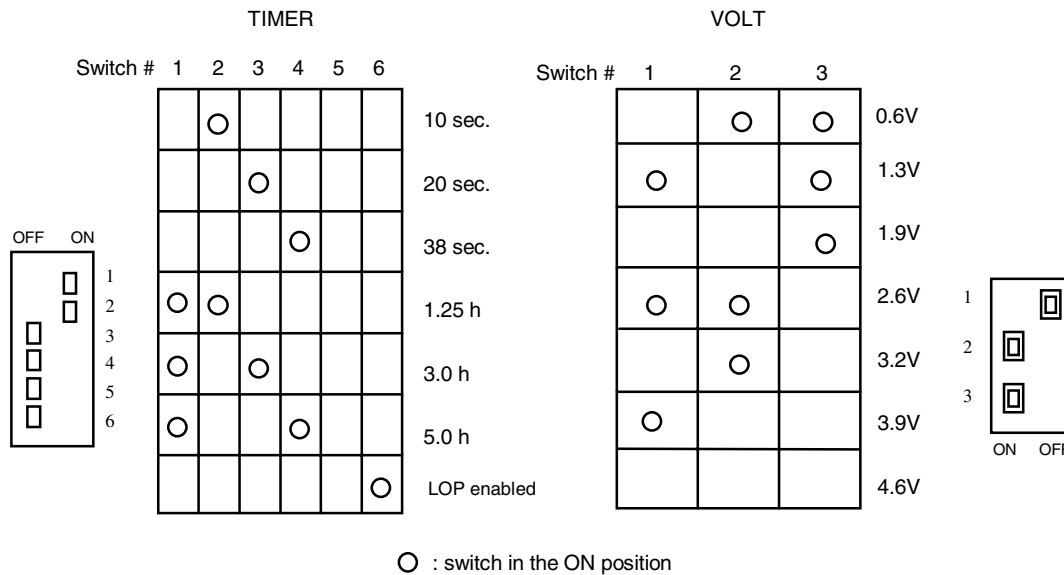 TIMER
VOLT
Switch # 1 2 3 4 5 6
Switch # 1 2 3
10 sec.
20 sec.
38 sec.
1.25 h
3.0 h
5.0 h
LOP enabled
0.6V
1.3V
1.9V
2.6V
3.2V
3.9V
4.6V
OFF ON
1
2
3
4
5
6
1
2
3
ON OFF
: switch in the ON position